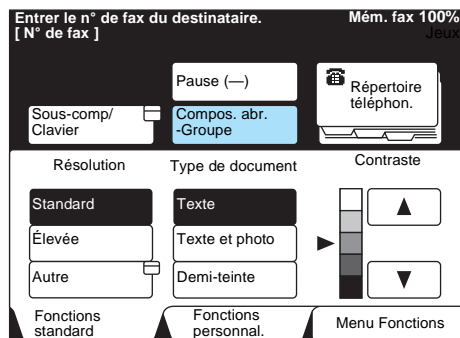 Entrer le n° de fax du destinataire. Mém. fax 100%
[ N° de fax ] Jeux
Pause (—)
Répertoire
téléphon.
Sous-comp/
Clavier
Compos. abr.
-Groupe
Résolution Type de document Contraste
Standard Texte
Élevée Texte et photo
Autre Demi-teinte
Fonctions
standard
Fonctions
personnal.
Menu Fonctions